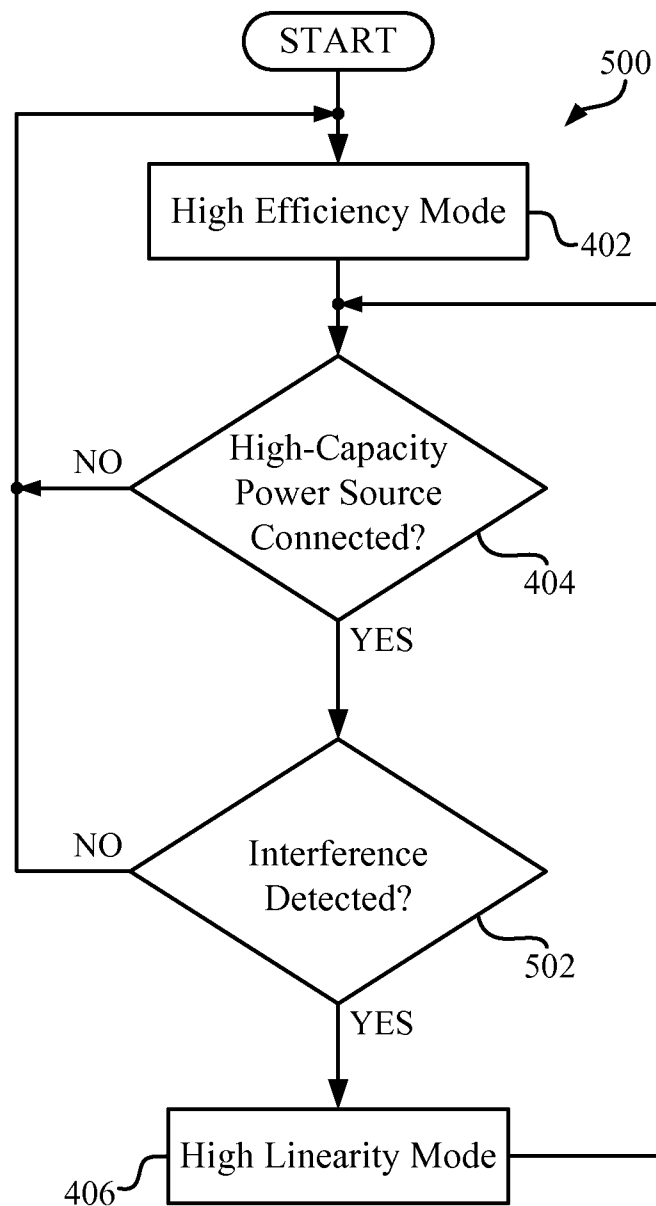 START
500
High Efficiency Mode
402
High-Capacity
Power Source
Connected?
NO
404
YES
Interference
Detected?
NO
502
YES
High Linearity Mode
406